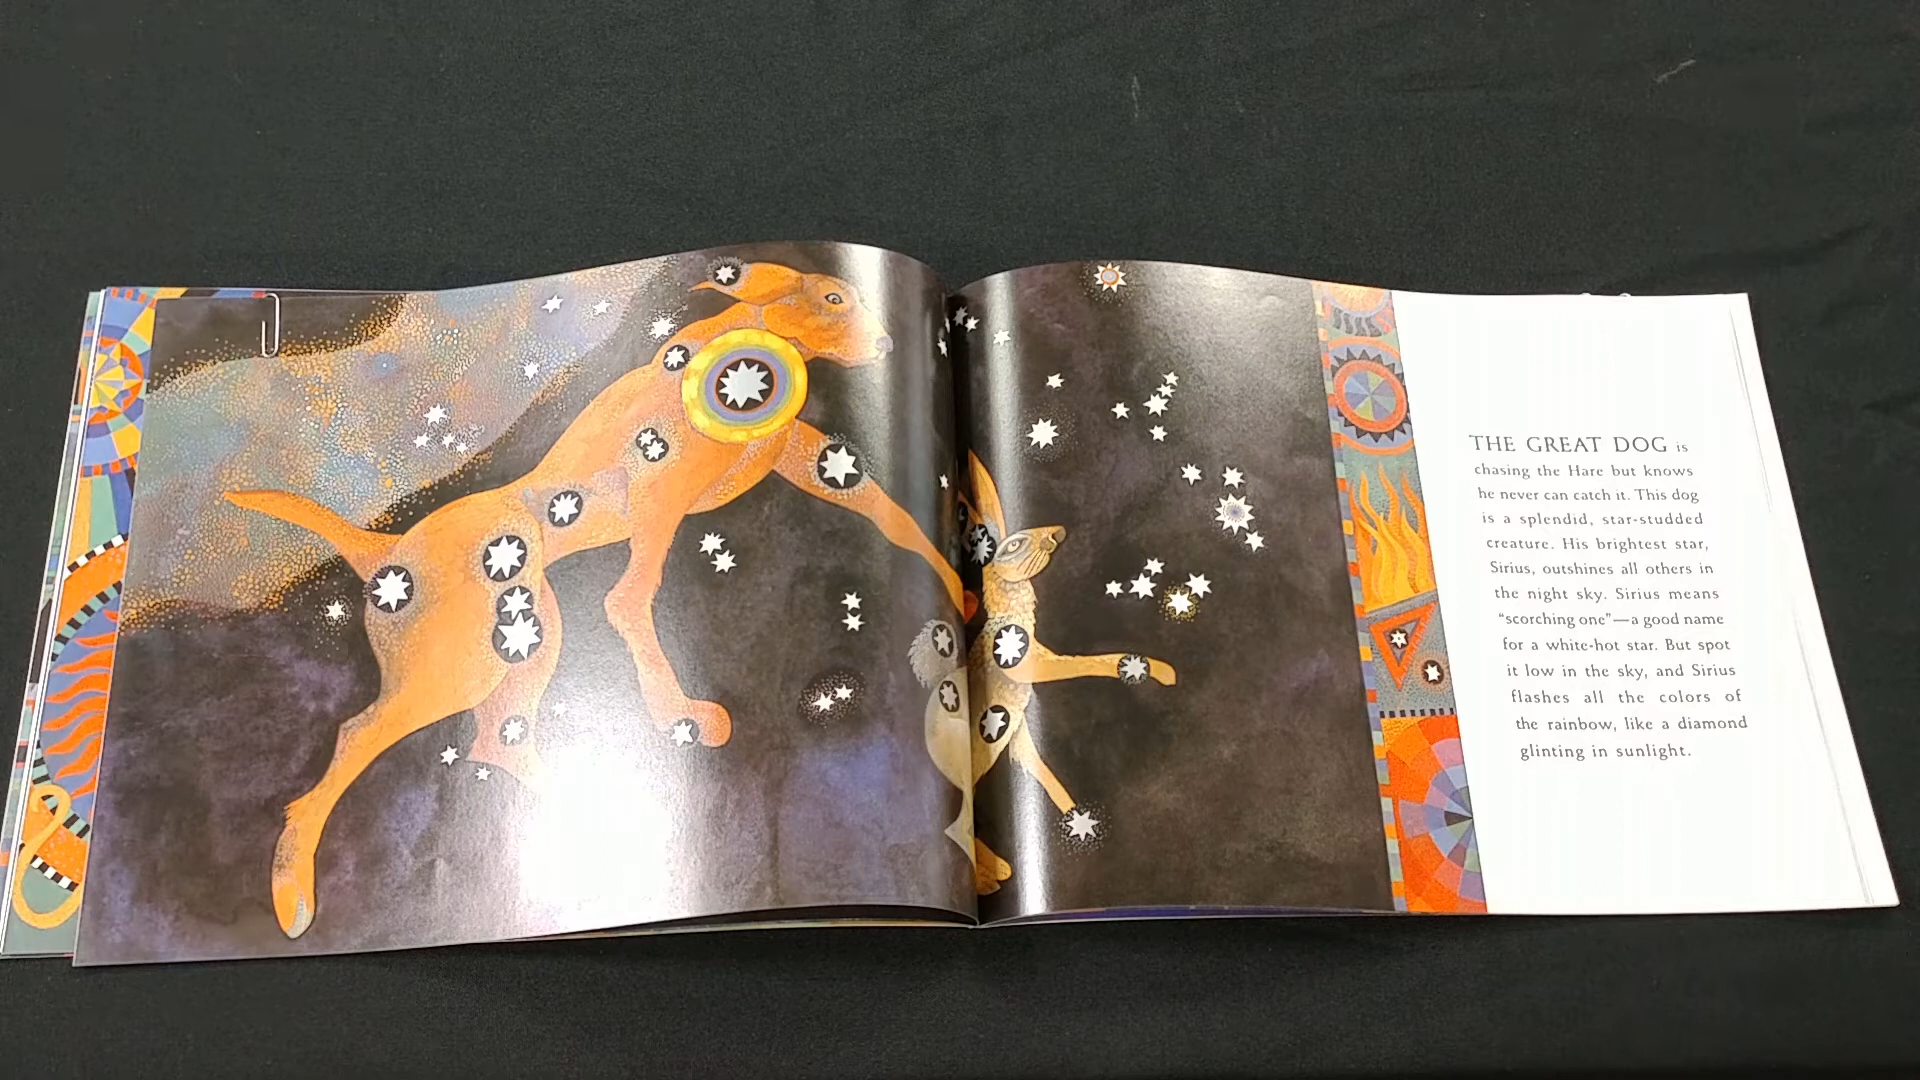 THE GREAT DOG is
chasing the Hare but knows
he never can catch it. This dog
is a splendid, star-studded
creature. His brightest star,
Sirius, outshines all others in
the night sky. Sirius means
“scorching one”—a good name
for a white-hot star. But spot
it low in the sky, and Sirius
flashes all the colors of
the rainbow, like a diamond
glinting in sunlight.